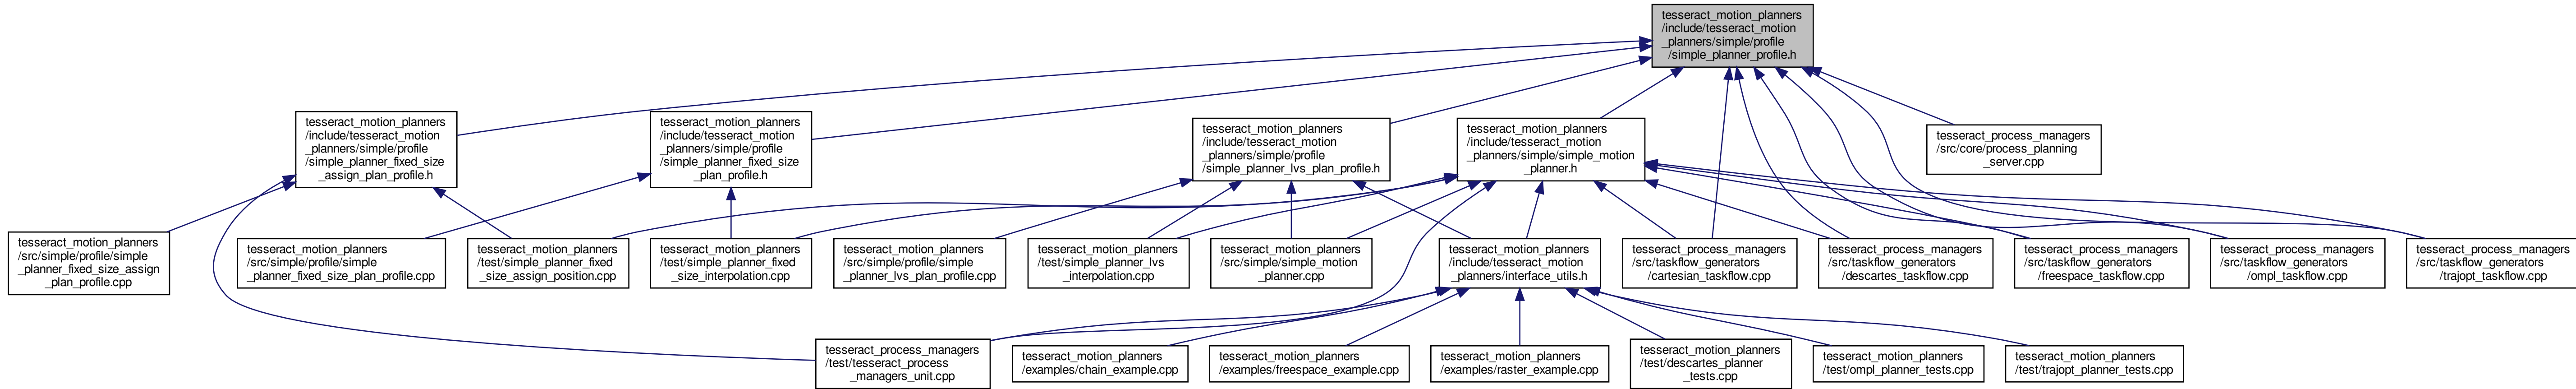 tesseract_motion_planners
/include/tesseract_motion
_planners/simple/profile
/simple_planner_profile.h
tesseract_motion_planners
/include/tesseract_motion
_planners/simple/profile
/simple_planner_fixed_size
_assign_plan_profile.h
tesseract_motion_planners
/include/tesseract_motion
_planners/simple/profile
/simple_planner_fixed_size
_plan_profile.h
tesseract_motion_planners
/include/tesseract_motion
_planners/simple/profile
/simple_planner_lvs_plan_profile.h
tesseract_motion_planners
/include/tesseract_motion
_planners/simple/simple_motion
_planner.h
tesseract_process_managers
/src/core/process_planning
_server.cpp
tesseract_motion_planners
/src/simple/profile/simple
_planner_fixed_size_assign
_plan_profile.cpp
tesseract_motion_planners
/src/simple/profile/simple
_planner_fixed_size_plan_profile.cpp
tesseract_motion_planners
/test/simple_planner_fixed
_size_assign_position.cpp
tesseract_motion_planners
/test/simple_planner_fixed
_size_interpolation.cpp
tesseract_motion_planners
/src/simple/profile/simple
_planner_lvs_plan_profile.cpp
tesseract_motion_planners
/test/simple_planner_lvs
_interpolation.cpp
tesseract_motion_planners
/src/simple/simple_motion
_planner.cpp
tesseract_motion_planners
/include/tesseract_motion
_planners/interface_utils.h
tesseract_process_managers
/src/taskflow_generators
/cartesian_taskflow.cpp
tesseract_process_managers
/src/taskflow_generators
/descartes_taskflow.cpp
tesseract_process_managers
/src/taskflow_generators
/freespace_taskflow.cpp
tesseract_process_managers
/src/taskflow_generators
/ompl_taskflow.cpp
tesseract_process_managers
/src/taskflow_generators
/trajopt_taskflow.cpp
tesseract_process_managers
/test/tesseract_process
_managers_unit.cpp
tesseract_motion_planners
/examples/chain_example.cpp
tesseract_motion_planners
/examples/freespace_example.cpp
tesseract_motion_planners
/examples/raster_example.cpp
tesseract_motion_planners
/test/descartes_planner
_tests.cpp
tesseract_motion_planners
/test/ompl_planner_tests.cpp
tesseract_motion_planners
/test/trajopt_planner_tests.cpp